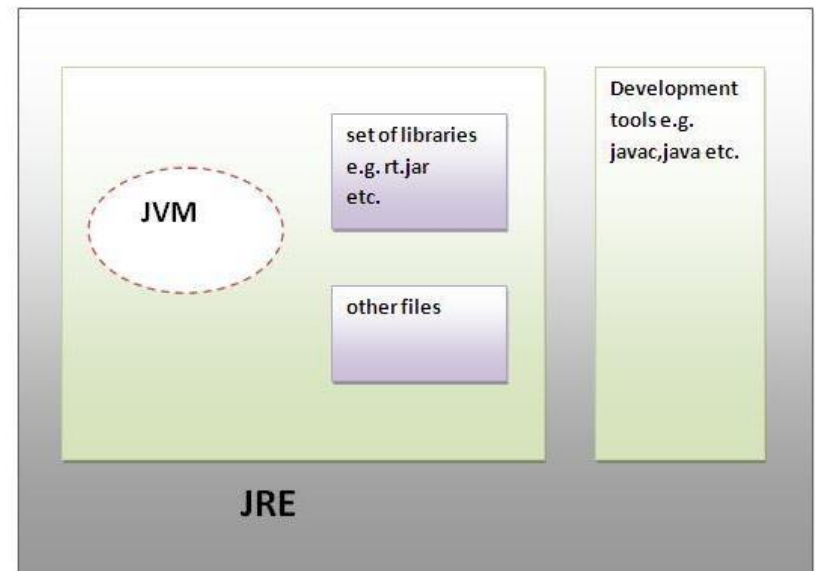 JVM
set of libraries
e.g. rt.jar
etc.
other files
Development
tools e.g.
javac,java etc.
JRE